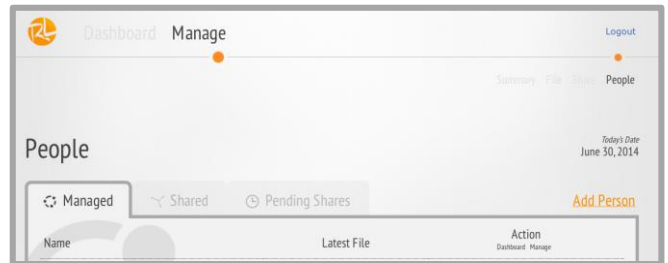 Dashboard Manage Logout
Summary File Share People
People
Today's Date
June 30, 2014
Managed Shared Pending Shares Add Person
Name Latest File Action
Dashboard Manage